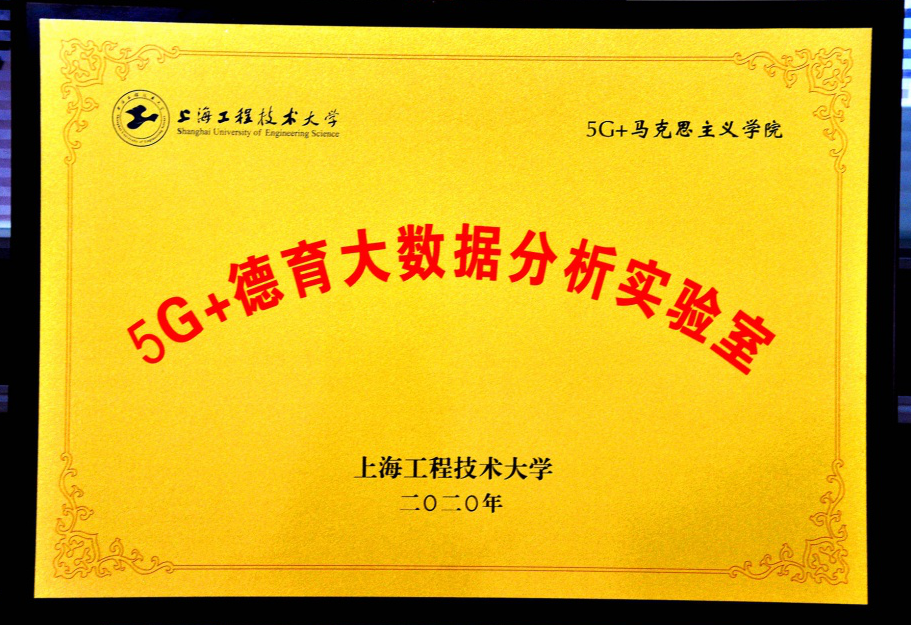 上海工程技术大学
Shanghai University of Engineering Science
5G+马克思主义学院
5G+德育大数据分析实验室
上海工程技术大学
二〇二〇年